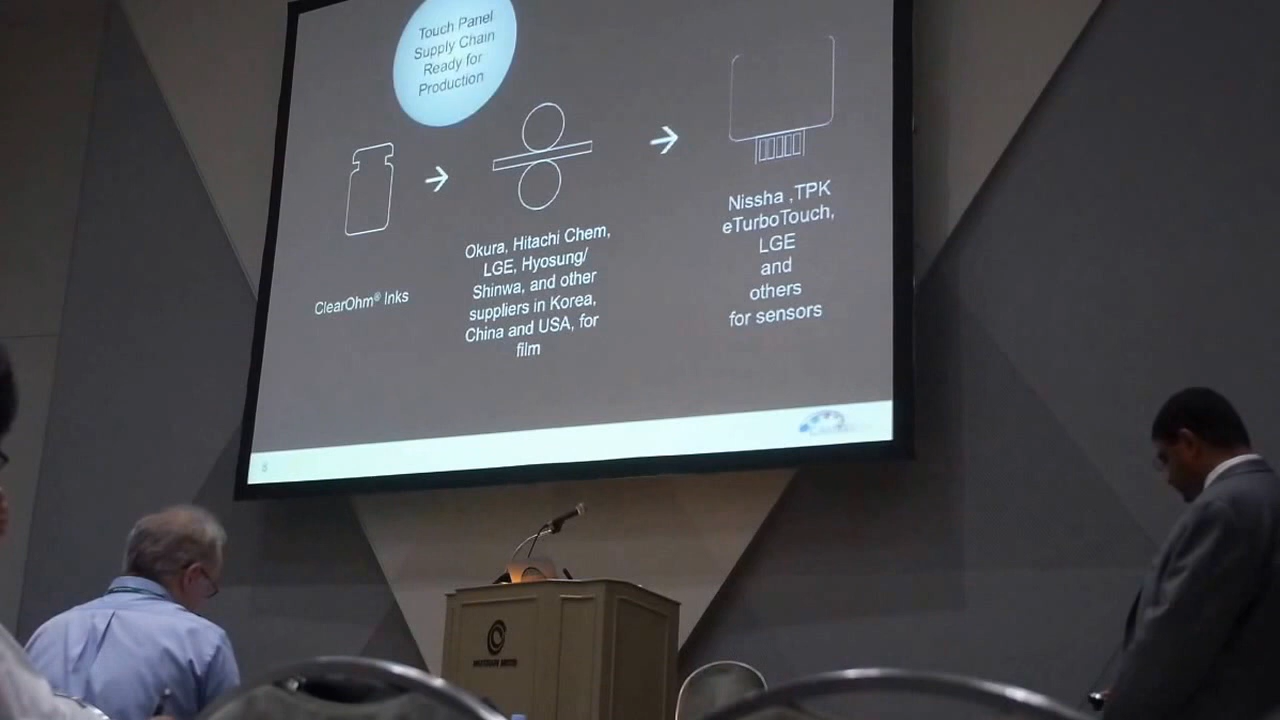 Touch Panel
Supply Chain
Ready for
Production
ClearOhm® Inks
Okura, Hitachi Chem,
LGE, Hyosung/
Shinwa, and other
suppliers in Korea,
China and USA, for
film
Nissha ,TPK
eTurboTouch,
LGE
and
others
for sensors